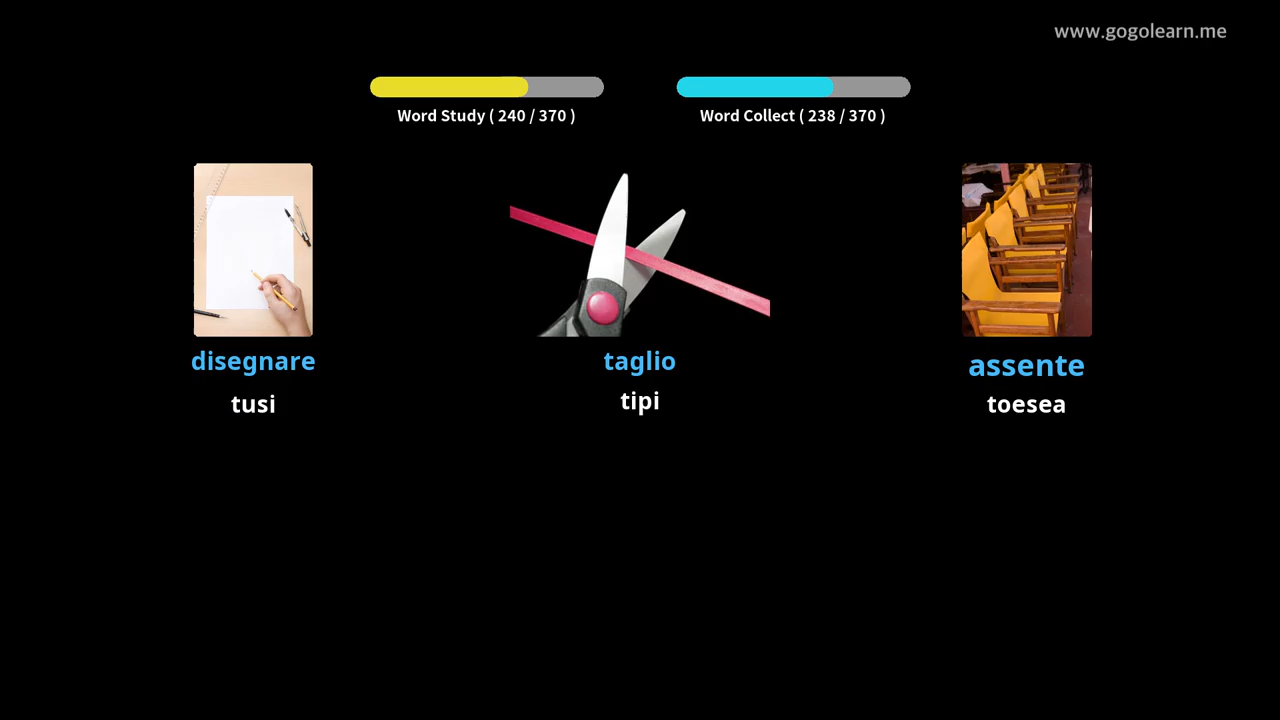 www.gogolearn.me
Word Study ( 240 / 370 )
Word Collect ( 238 / 370 )
disegnare
tusi
taglio
tipi
assente
toesea